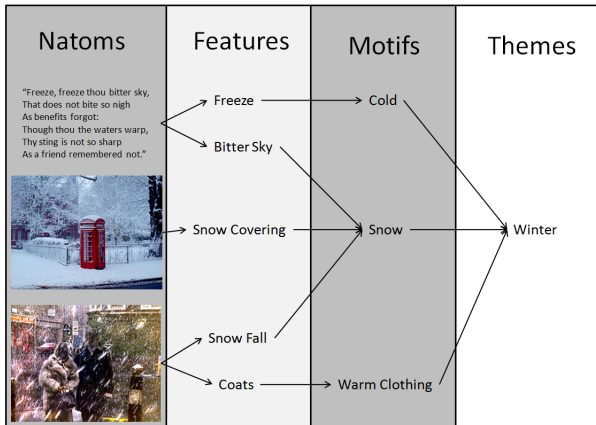 Natoms
Features
Motifs
Themes
“Freeze, freeze thou bitter sky,
That does not bite so nigh
As benefits forgot:
Though thou the waters warp,
Thy sting is not so sharp
As a friend remembered not.”
Freeze
Cold
Bitter Sky
Snow Covering
Snow
Winter
Snow Fall
Coats
Warm Clothing